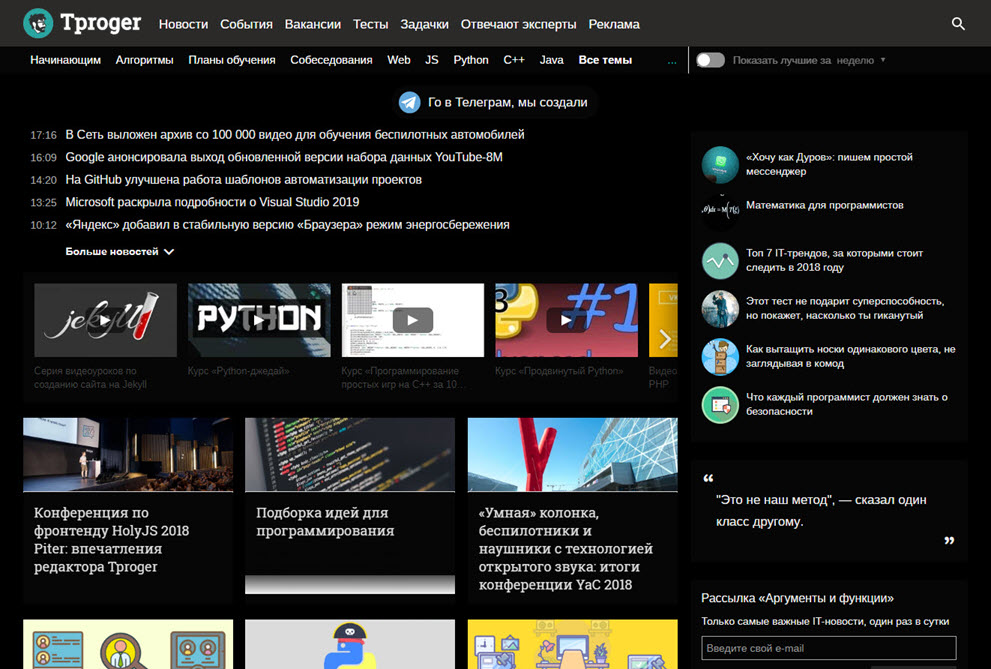 Tproger
Новости События Вакансии Тесты Задачки Отвечают эксперты Реклама
Начинающим Алгоритмы Планы обучения Собеседования Web JS Python C++ Java Все темы ... Показать лучшие за неделю
Го в Телеграм, мы создали
17:16 В Сеть выложен архив со 100 000 видео для обучения беспилотных автомобилей
16:09 Google анонсировала выход обновленной версии набора данных YouTube-8M
14:20 На GitHub улучшена работа шаблонов автоматизации проектов
13:25 Microsoft раскрыла подробности о Visual Studio 2019
10:12 «Яндекс» добавил в стабильную версию «Браузера» режим энергосбережения
Больше новостей
jekyll
PYTHON
3
#1
Серия видеоуроков по
созданию сайта на Jekyll
Курс «Python-джедай»
Курс «Программирование
простых игр на C++ за 10…
Курс «Продвинутый Python»
Видео
PHP
Конференция по
фронтенду HolyJS 2018
Piter: впечатления
редактора Tproger
Подборка идей для
программирования
«Умная» колонка,
беспилотники и
наушники с технологией
открытого звука: итоги
конференции YaC 2018
«Хочу как Дуров»: пишем простой
мессенджер
Математика для программистов
Топ 7 IT-трендов, за которыми стоит
следить в 2018 году
Этот тест не подарит суперспособность,
но покажет, насколько ты гиканутый
Как вытащить носки одинакового цвета, не
заглядывая в комод
Что каждый программист должен знать о
безопасности
“
"Это не наш метод", — сказал один
класс другому.
”
Рассылка «Аргументы и функции»
Только самые важные IT-новости, один раз в сутки
Введите свой e-mail